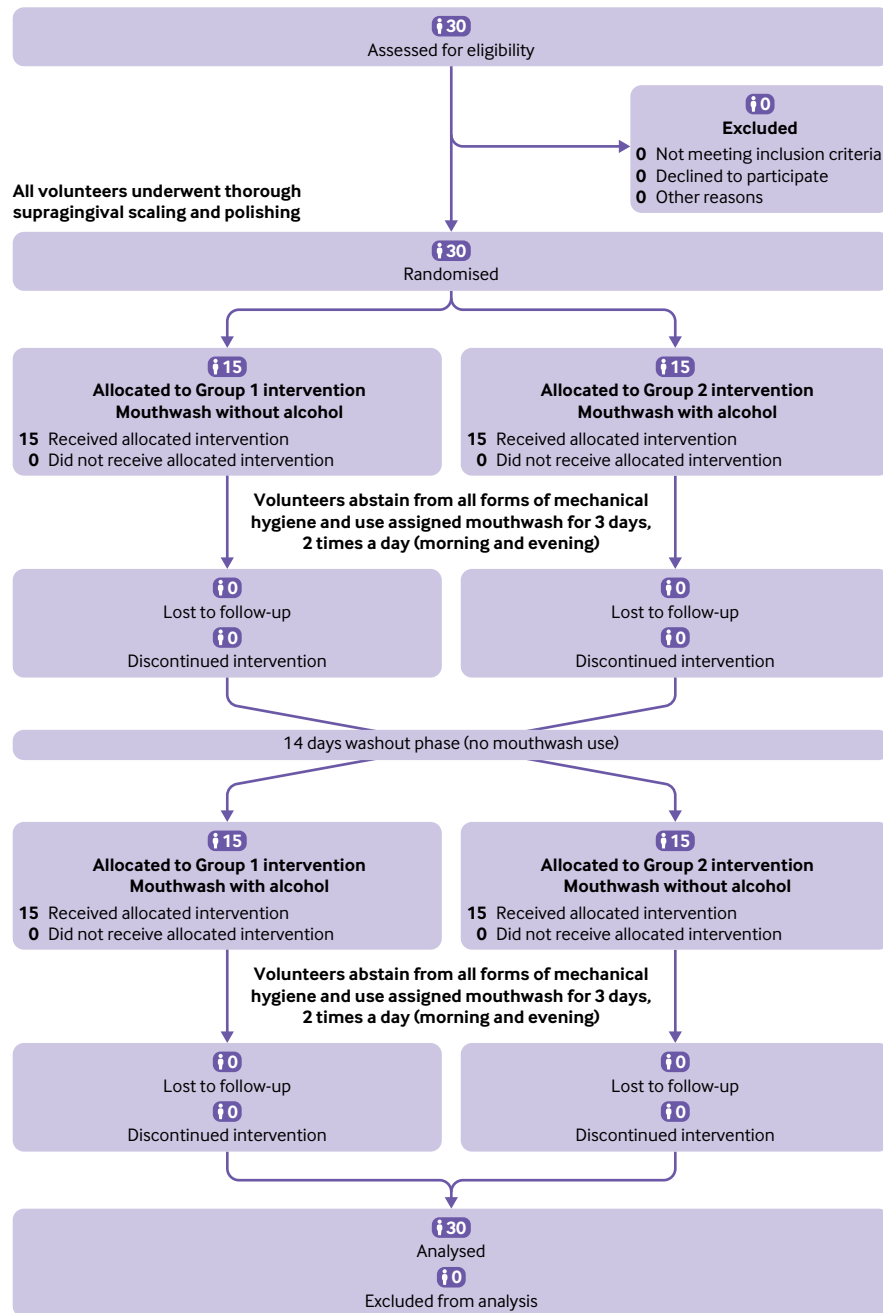 30
Assessed for eligibility
0
Excluded
0 Not meeting inclusion criteria
0 Declined to participate
0 Other reasons
All volunteers underwent thorough
supragingival scaling and polishing
30
Randomised
15
Allocated to Group 1 intervention
Mouthwash without alcohol
15 Received allocated intervention
0 Did not receive allocated intervention
15
Allocated to Group 2 intervention
Mouthwash with alcohol
15 Received allocated intervention
0 Did not receive allocated intervention
Volunteers abstain from all forms of mechanical
hygiene and use assigned mouthwash for 3 days,
2 times a day (morning and evening)
0
Lost to follow-up
0
Discontinued intervention
0
Lost to follow-up
0
Discontinued intervention
14 days washout phase (no mouthwash use)
15
Allocated to Group 1 intervention
Mouthwash with alcohol
15 Received allocated intervention
0 Did not receive allocated intervention
15
Allocated to Group 2 intervention
Mouthwash without alcohol
15 Received allocated intervention
0 Did not receive allocated intervention
Volunteers abstain from all forms of mechanical
hygiene and use assigned mouthwash for 3 days,
2 times a day (morning and evening)
0
Lost to follow-up
0
Discontinued intervention
0
Lost to follow-up
0
Discontinued intervention
30
Analysed
0
Excluded from analysis